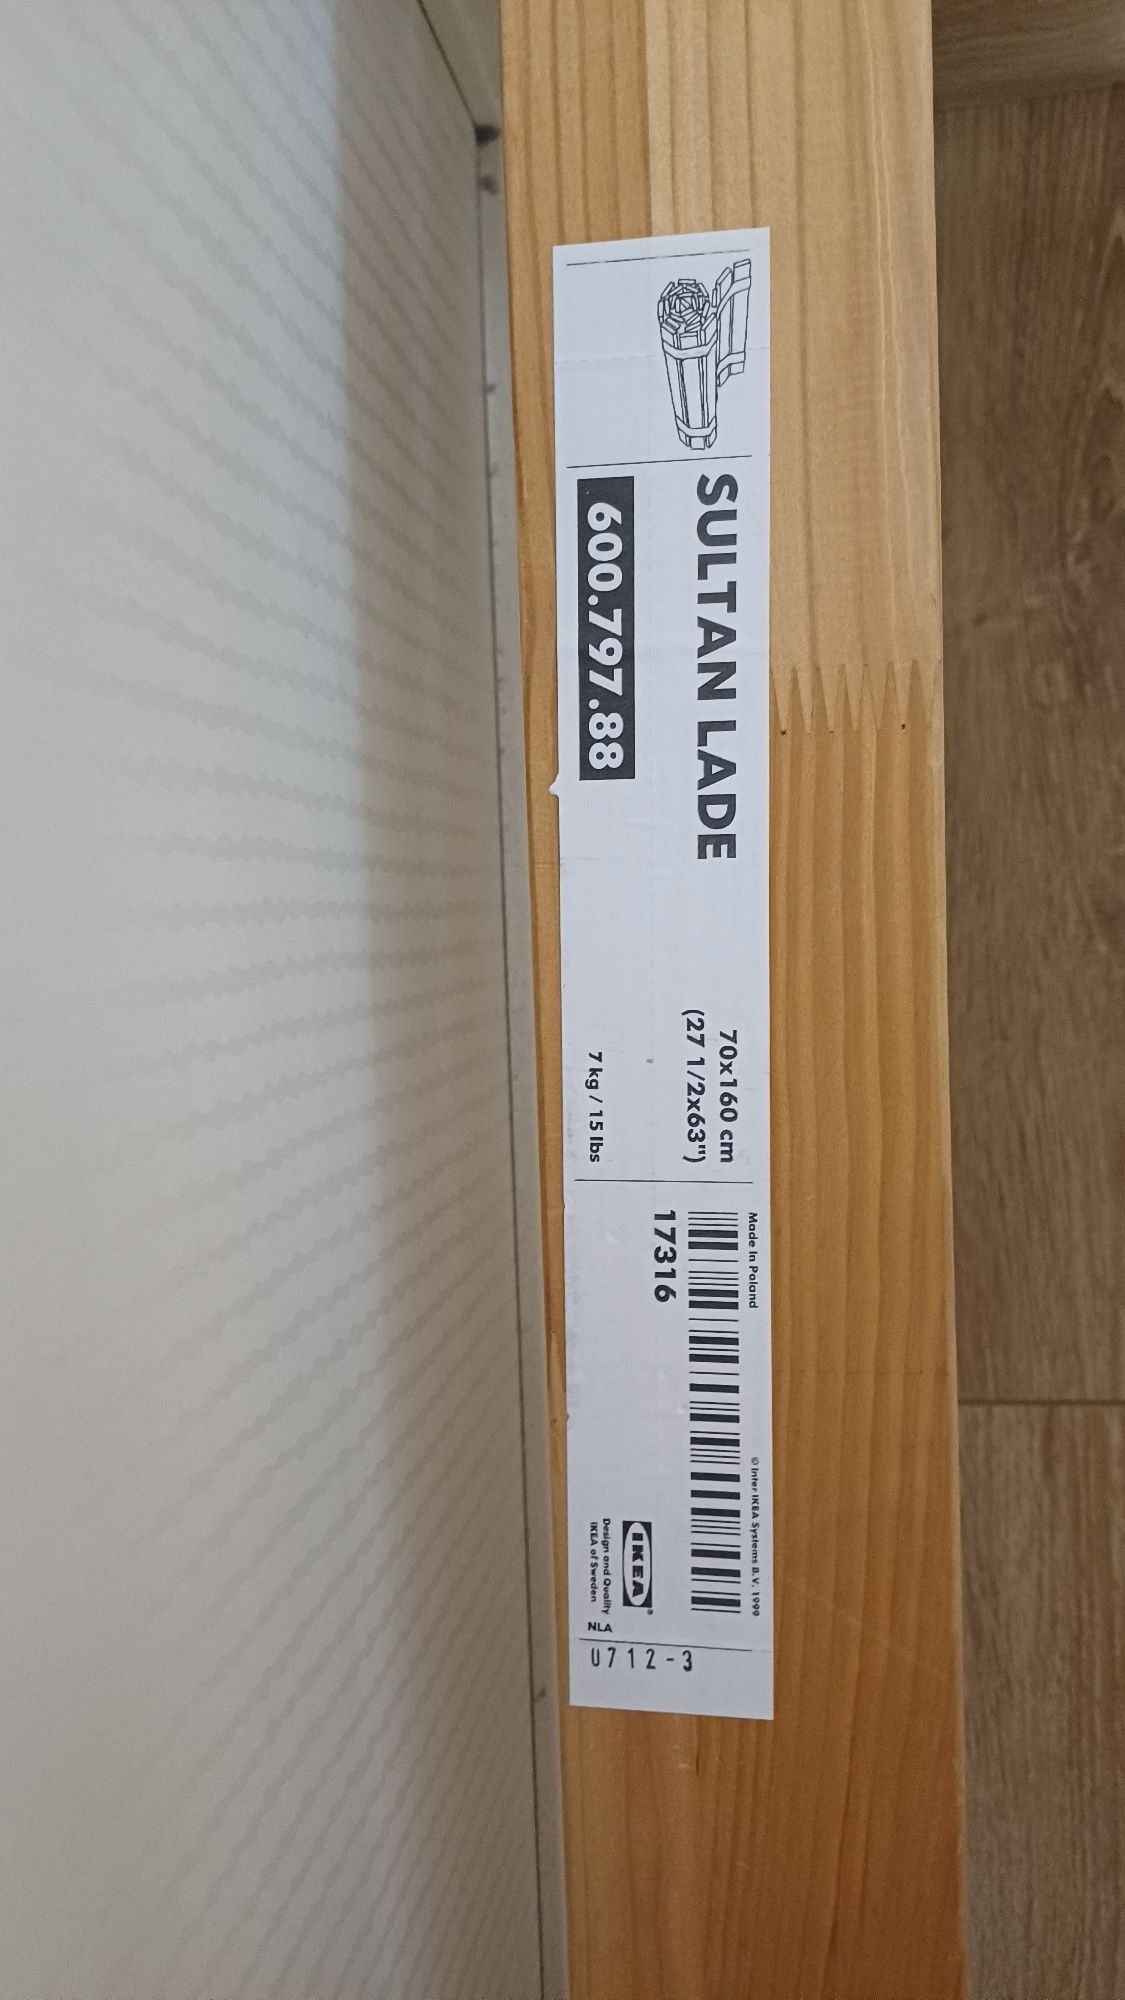 SULTAN LADE
600.797.88
70x160 cm
(27 1/2x63")
7 kg / 15 lbs
Made in Poland
© Inter IKEA Systems B.V. 1999
17316
IKEA®
Design and Quality
IKEA of Sweden
NLA
0712-3